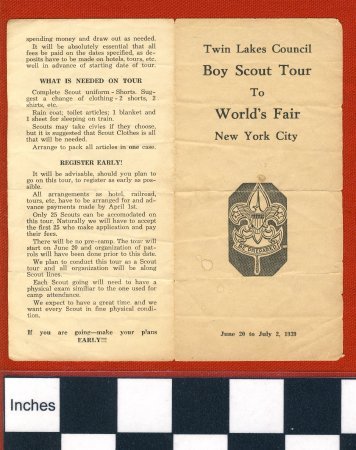 spending money and draw out as needed.
It will be absolutely essential that all
fees be paid on the dates specified, as de-
posits have to be made on hotels, tours, etc.
well in advance of starting date of tour.
WHAT IS NEEDED ON TOUR
Complete Scout uniform - Shorts. Sug-
gest a change of clothing - 2 shorts, 2
shirts, etc.
Rain coat; toilet articles; 1 blanket and
1 sheet for sleeping on train.
Scouts may take civies if they choose,
but it is suggested that Scout Clothes is all
that will be needed.
Arrange to pack all articles in one case.
REGISTER EARLY!
It will be advisable, should you plan to
go on this tour, to register as early as pos-
sible.
All arrangements as hotel, railroad,
tours, etc. have to be arranged for and ad-
vance payments made by April 1st.
Only 25 Scouts can be accomodated on
this tour. Naturally we will have to accept
the first 25 who make application and pay
their fees.
There will be no pre-camp. The tour will
start on June 20 and organization of pat-
rols will have been done prior to this date.
We plan to conduct this tour as a Scout
tour and all organization will be along
Scout lines.
Each Scout going will need to have a
physical exam similar to the one used for
camp attendance.
We expect to have a great time, and we
want every Scout in fine physical condi-
tion.
If you are going—make your plans
EARLY!!!
Twin Lakes Council
Boy Scout Tour
To
World's Fair
New York City
BE PREPARED
June 20 to July 2, 1939
Inches